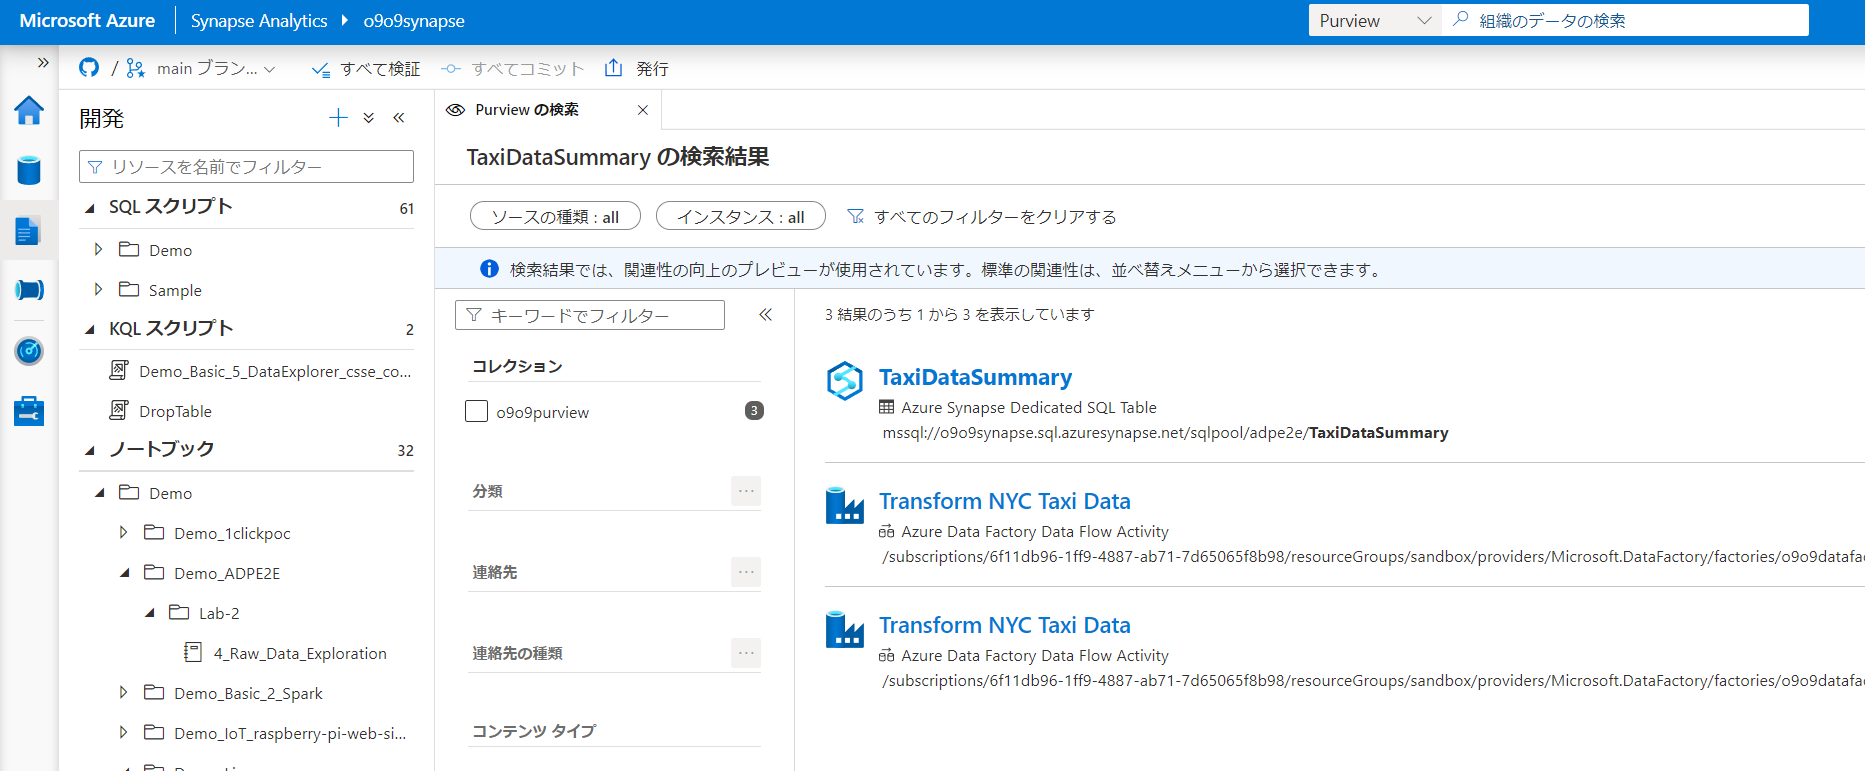 Microsoft Azure
Synapse Analytics
o9o9synapse
Purview
組織のデータの検索
/ main ブラン...
すべて検証
すべてコミット
発行
開発
リソースを名前でフィルター
SQL スクリプト 61
Demo
Sample
KQL スクリプト 2
Demo_Basic_5_DataExplorer_csse_co...
DropTable
ノートブック 32
Demo
Demo_1clickpoc
Demo_ADPE2E
Lab-2
4_Raw_Data_Exploration
Demo_Basic_2_Spark
Demo_IoT_raspberry-pi-web-si...
Purview の検索
TaxiDataSummary の検索結果
ソースの種類 : all
インスタンス : all
すべてのフィルターをクリアする
検索結果では、関連性の向上のプレビューが使用されています。標準の関連性は、並べ替えメニューから選択できます。
キーワードでフィルター
コレクション
o9o9purview 3
分類
連絡先
連絡先の種類
コンテンツ タイプ
3 結果のうち 1 から 3 を表示しています
TaxiDataSummary
Azure Synapse Dedicated SQL Table
mssql://o9o9synapse.sql.azuresynapse.net/sqlpool/adpe2e/TaxiDataSummary
Transform NYC Taxi Data
Azure Data Factory Data Flow Activity
/subscriptions/6f11db96-1ff9-4887-ab71-7d65065f8b98/resourceGroups/sandbox/providers/Microsoft.DataFactory/factories/o9o9datafac
Transform NYC Taxi Data
Azure Data Factory Data Flow Activity
/subscriptions/6f11db96-1ff9-4887-ab71-7d65065f8b98/resourceGroups/sandbox/providers/Microsoft.DataFactory/factories/o9o9datafac